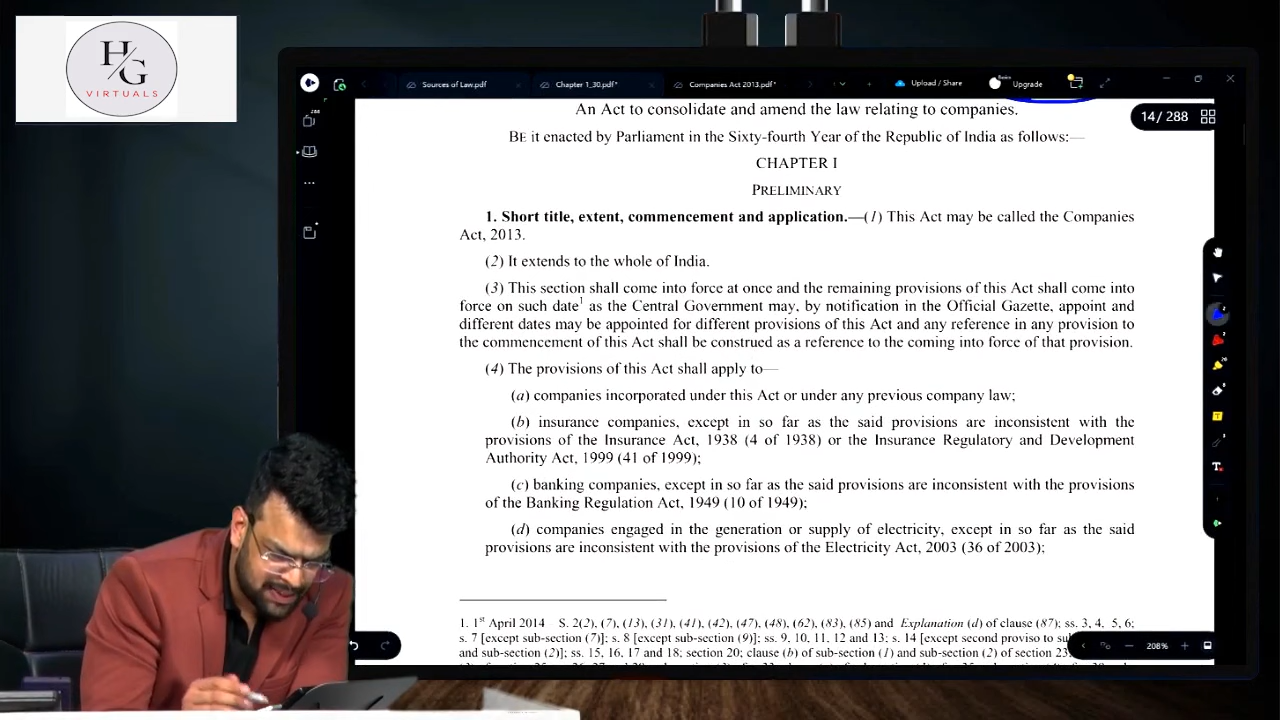 H/G
VIRTUALS
Sources of Law.pdf
Chapter 1_30.pdf*
Companies Act 2013.pdf*
Upload / Share
Upgrade
14 / 288
An Act to consolidate and amend the law relating to companies.
BE it enacted by Parliament in the Sixty-fourth Year of the Republic of India as follows:—
CHAPTER I
PRELIMINARY
1. Short title, extent, commencement and application.—(1) This Act may be called the Companies
Act, 2013.
(2) It extends to the whole of India.
(3) This section shall come into force at once and the remaining provisions of this Act shall come into
force on such date1 as the Central Government may, by notification in the Official Gazette, appoint and
different dates may be appointed for different provisions of this Act and any reference in any provision to
the commencement of this Act shall be construed as a reference to the coming into force of that provision.
(4) The provisions of this Act shall apply to—
(a) companies incorporated under this Act or under any previous company law;
(b) insurance companies, except in so far as the said provisions are inconsistent with the
provisions of the Insurance Act, 1938 (4 of 1938) or the Insurance Regulatory and Development
Authority Act, 1999 (41 of 1999);
(c) banking companies, except in so far as the said provisions are inconsistent with the provisions
of the Banking Regulation Act, 1949 (10 of 1949);
(d) companies engaged in the generation or supply of electricity, except in so far as the said
provisions are inconsistent with the provisions of the Electricity Act, 2003 (36 of 2003);
1. 1st April 2014 S. 2(2), (7), (13), (31), (41), (42), (47), (48), (62), (83), (85) and Explanation (d) of clause (87); ss. 3, 4, 5, 6;
s. 7 [except sub-section (7)]; s. 8 [except sub-section (9)]; ss. 9, 10, 11, 12 and 13; s. 14 [except second proviso to
and sub-section (2)]; ss. 15, 16, 17 and 18; section 20; clause (b) of sub-section (1) and sub-section (2) of section 23
208%